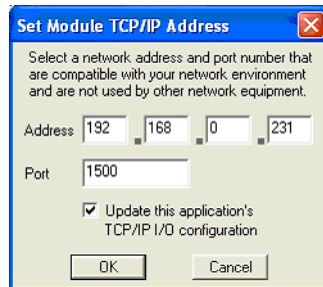 Set Module TCP/IP Address
Select a network address and port number that
are compatible with your network environment
and are not used by other network equipment.
Address 192 . 168 . 0 . 231
Port 1500
Update this application's
TCP/IP I/O configuration
OK Cancel